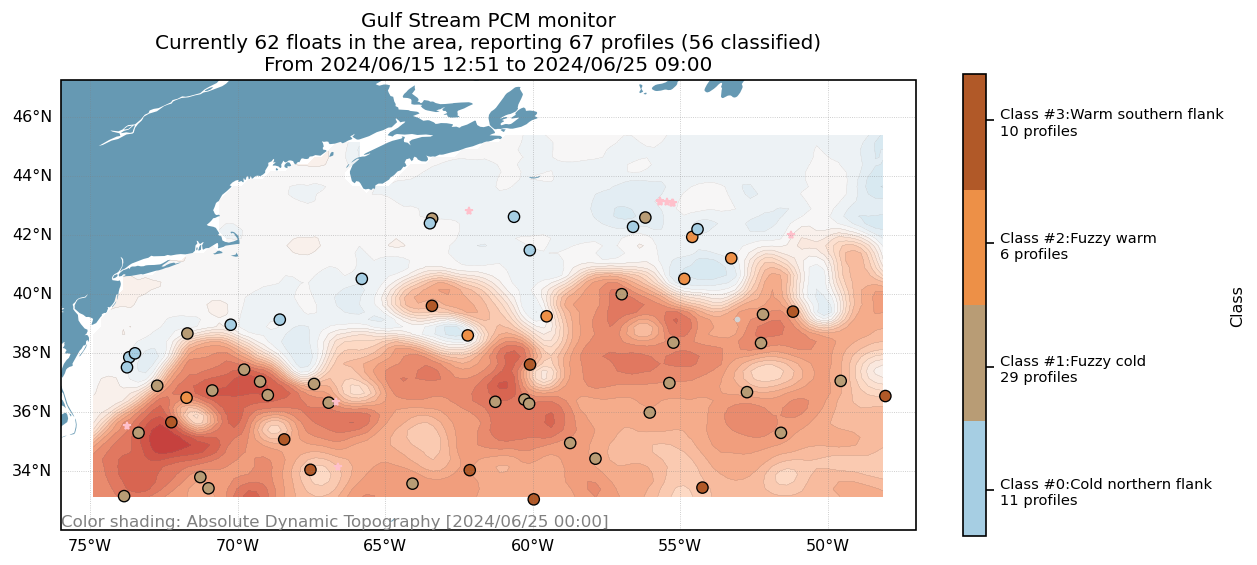 Gulf Stream PCM monitor
Currently 62 floats in the area, reporting 67 profiles (56 classified)
From 2024/06/15 12:51 to 2024/06/25 09:00
46°N
44°N
42°N
40°N
38°N
36°N
34°N
Color shading: Absolute Dynamic Topography [2024/06/25 00:00]
75°W
70°W
65°W
60°W
55°W
50°W
Class #3:Warm southern flank
10 profiles
Class #2:Fuzzy warm
6 profiles
Class #1:Fuzzy cold
29 profiles
Class #0:Cold northern flank
11 profiles
Class